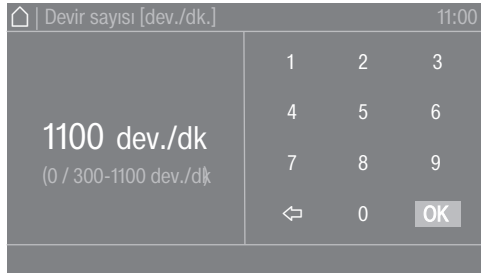 Devir sayısı [dev./dk.] 11:00
1 2 3
4 5 6
1100 dev./dk
(0 / 300-1100 dev./dk)
7 8 9
0 OK